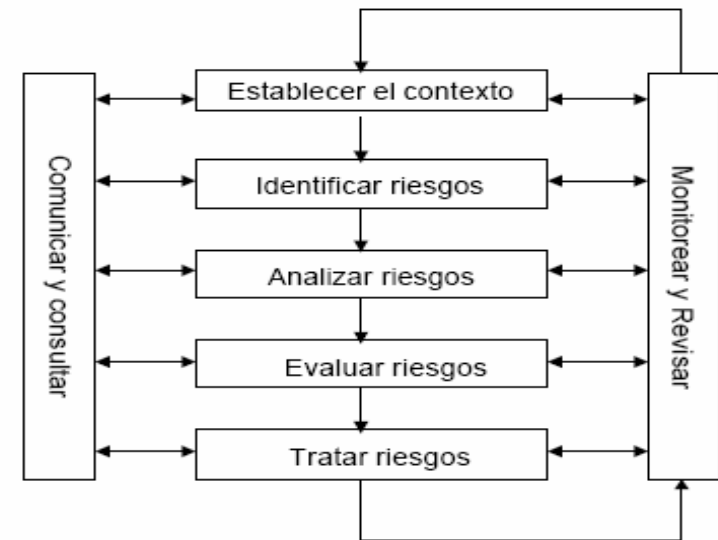 Establecer el contexto
Identificar riesgos
Analizar riesgos
Evaluar riesgos
Tratar riesgos
Comunicar y consultar
Monitorear y Revisar